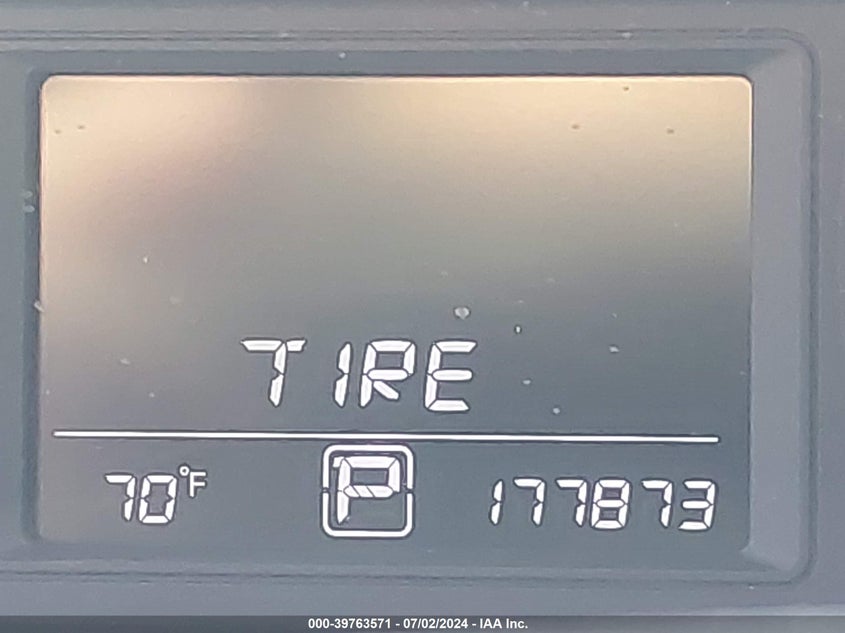 TIRE
70°F P 177873
000-39763571 - 07/02/2024 - IAA Inc.